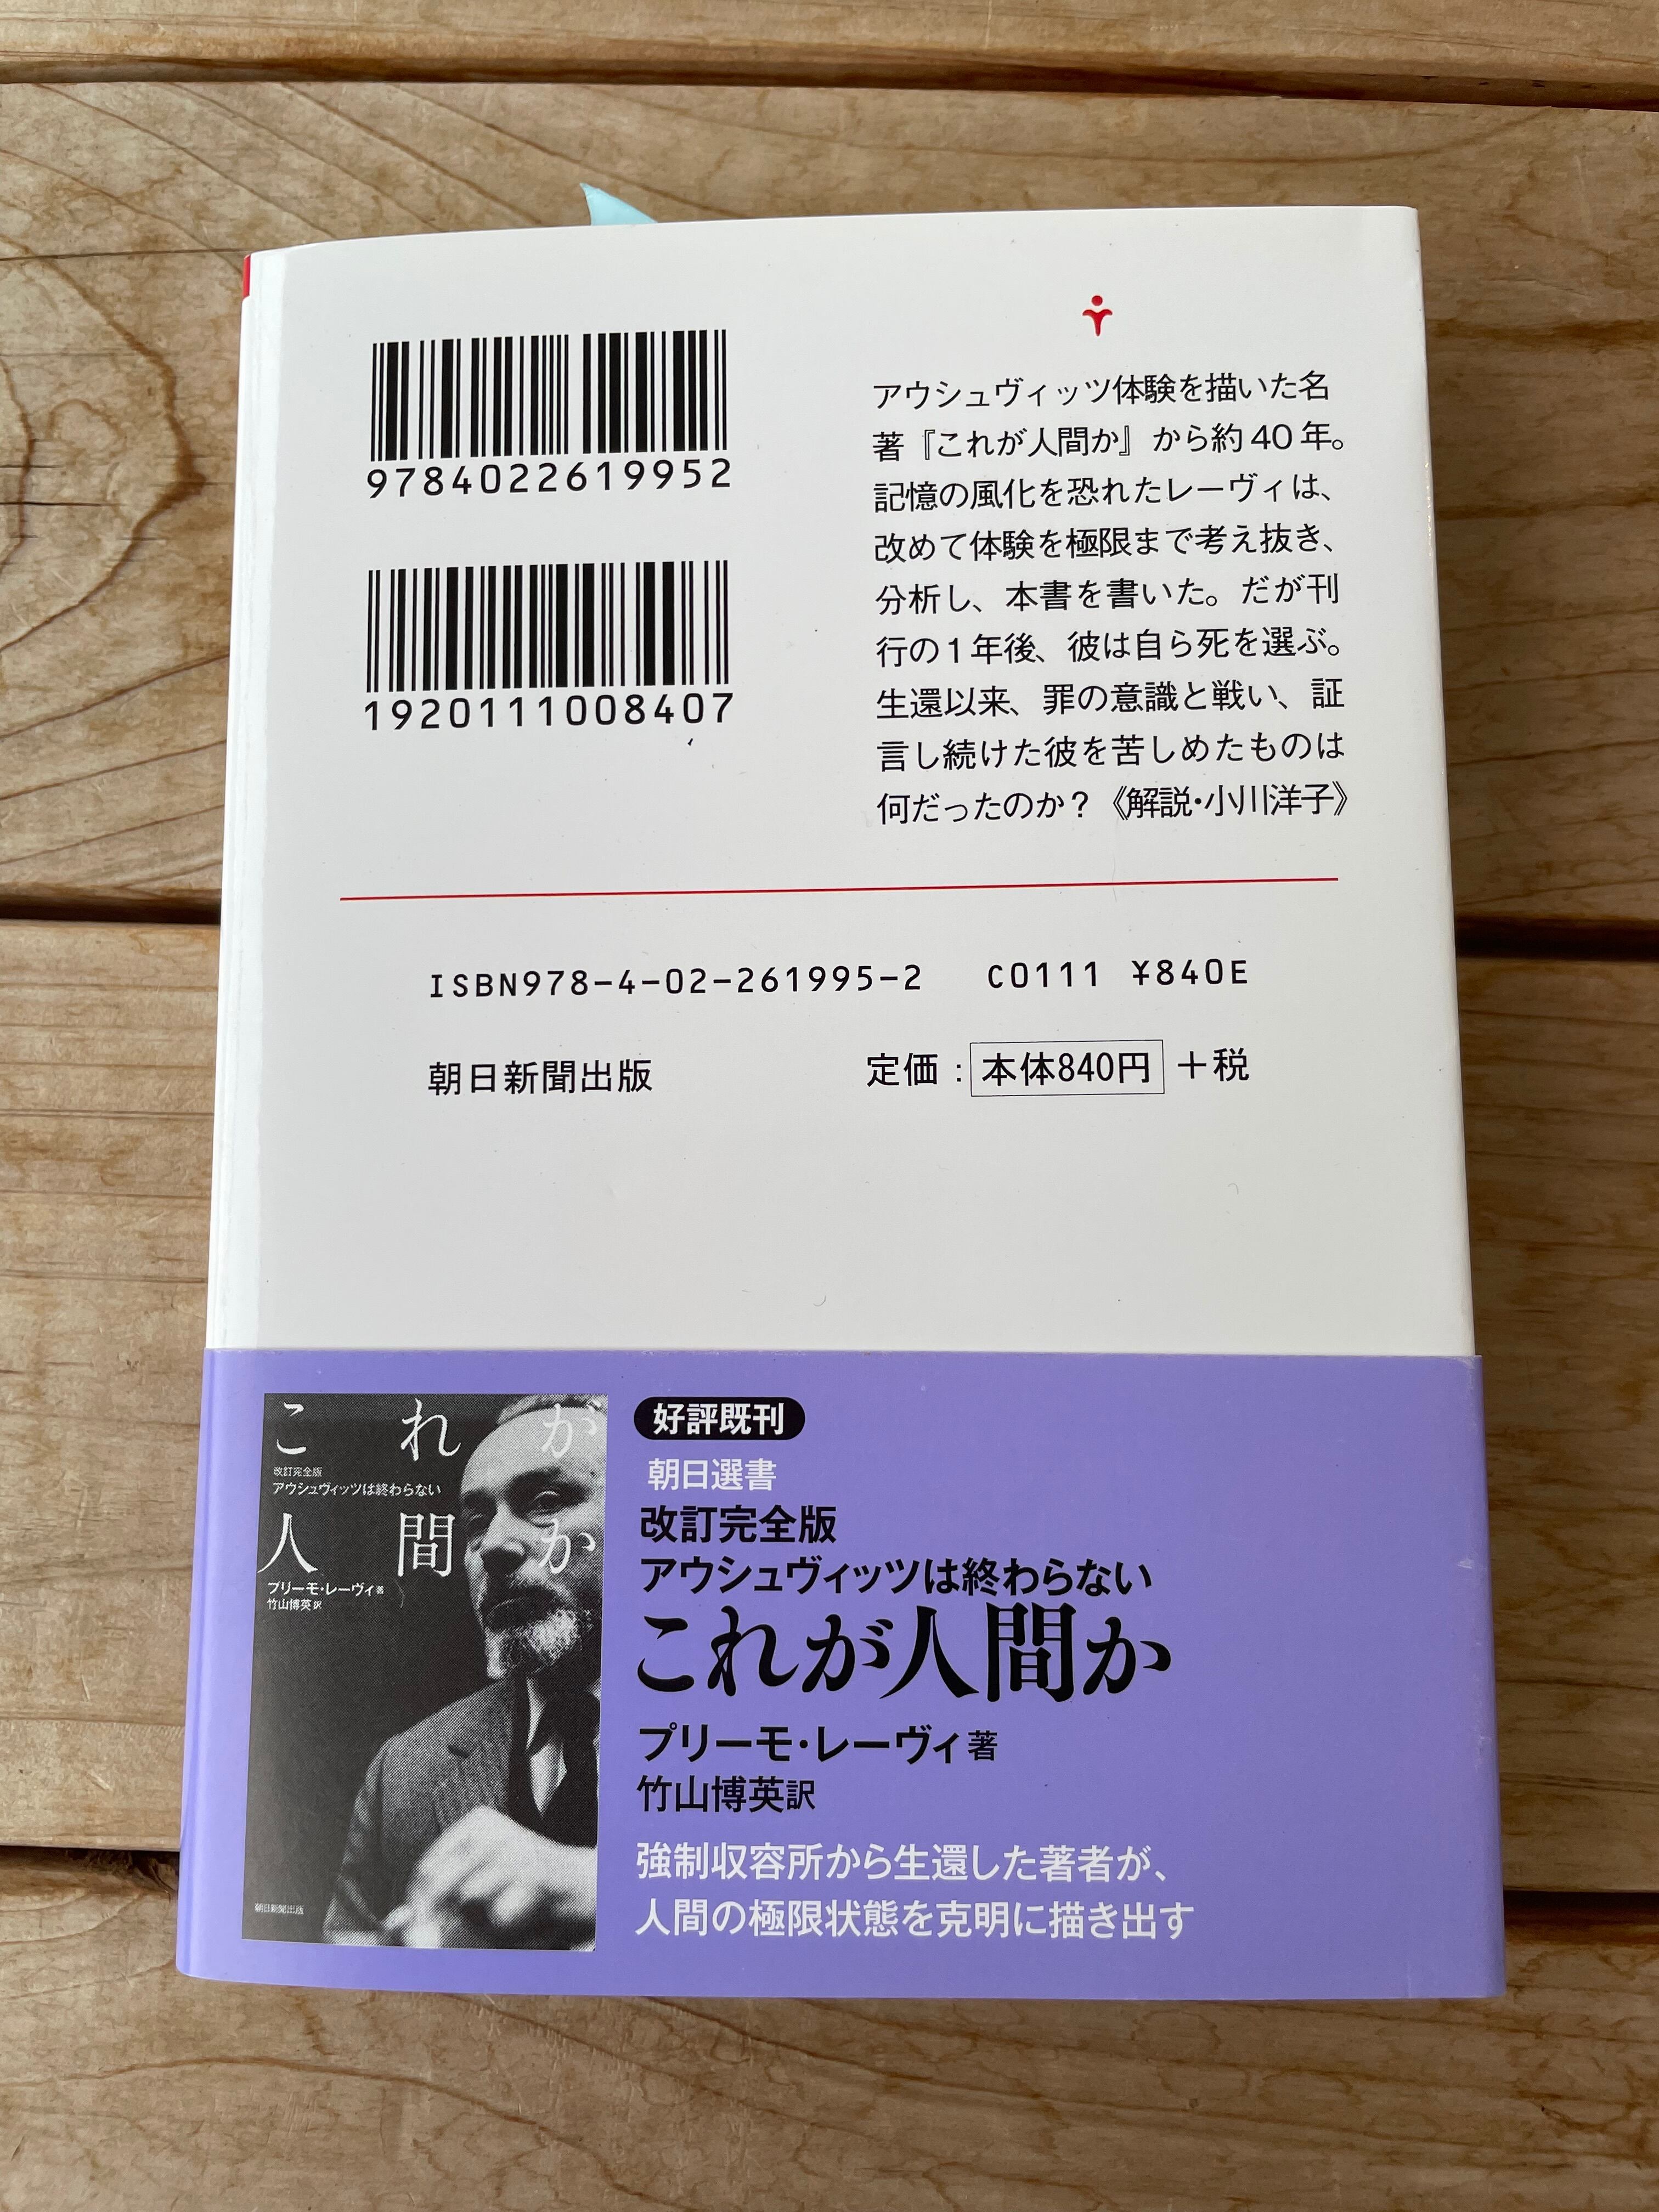 9784022619952
1920111008407
アウシュヴィッツ体験を描いた名
著『これが人間か』から約40年。
記憶の風化を恐れたレーヴィは、
改めて体験を極限まで考え抜き、
分析し、本書を書いた。だが刊
行の1年後、彼は自ら死を選ぶ。
生還以来、罪の意識と戦い、証
言し続けた彼を苦しめたものは
何だったのか？《解説・小川洋子》
ISBN978-4-02-261995-2 C0111 ¥840E
朝日新聞出版 定価：本体840円＋税
これが
改訂完全版
アウシュヴィッツは終わらない
人間か
プリーモ・レーヴィ著
竹山博英訳
朝日新聞出版
好評既刊
朝日選書
改訂完全版
アウシュヴィッツは終わらない
これが人間か
プリーモ・レーヴィ著
竹山博英訳
強制収容所から生還した著者が、
人間の極限状態を克明に描き出す